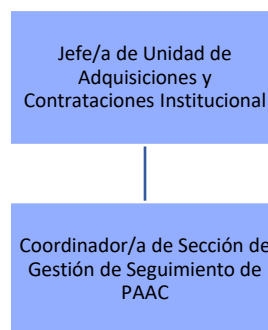 Jefe/a de Unidad de
Adquisiciones y
Contrataciones Institucional
Coordinador/a de Sección de
Gestión de Seguimiento de
PAAC